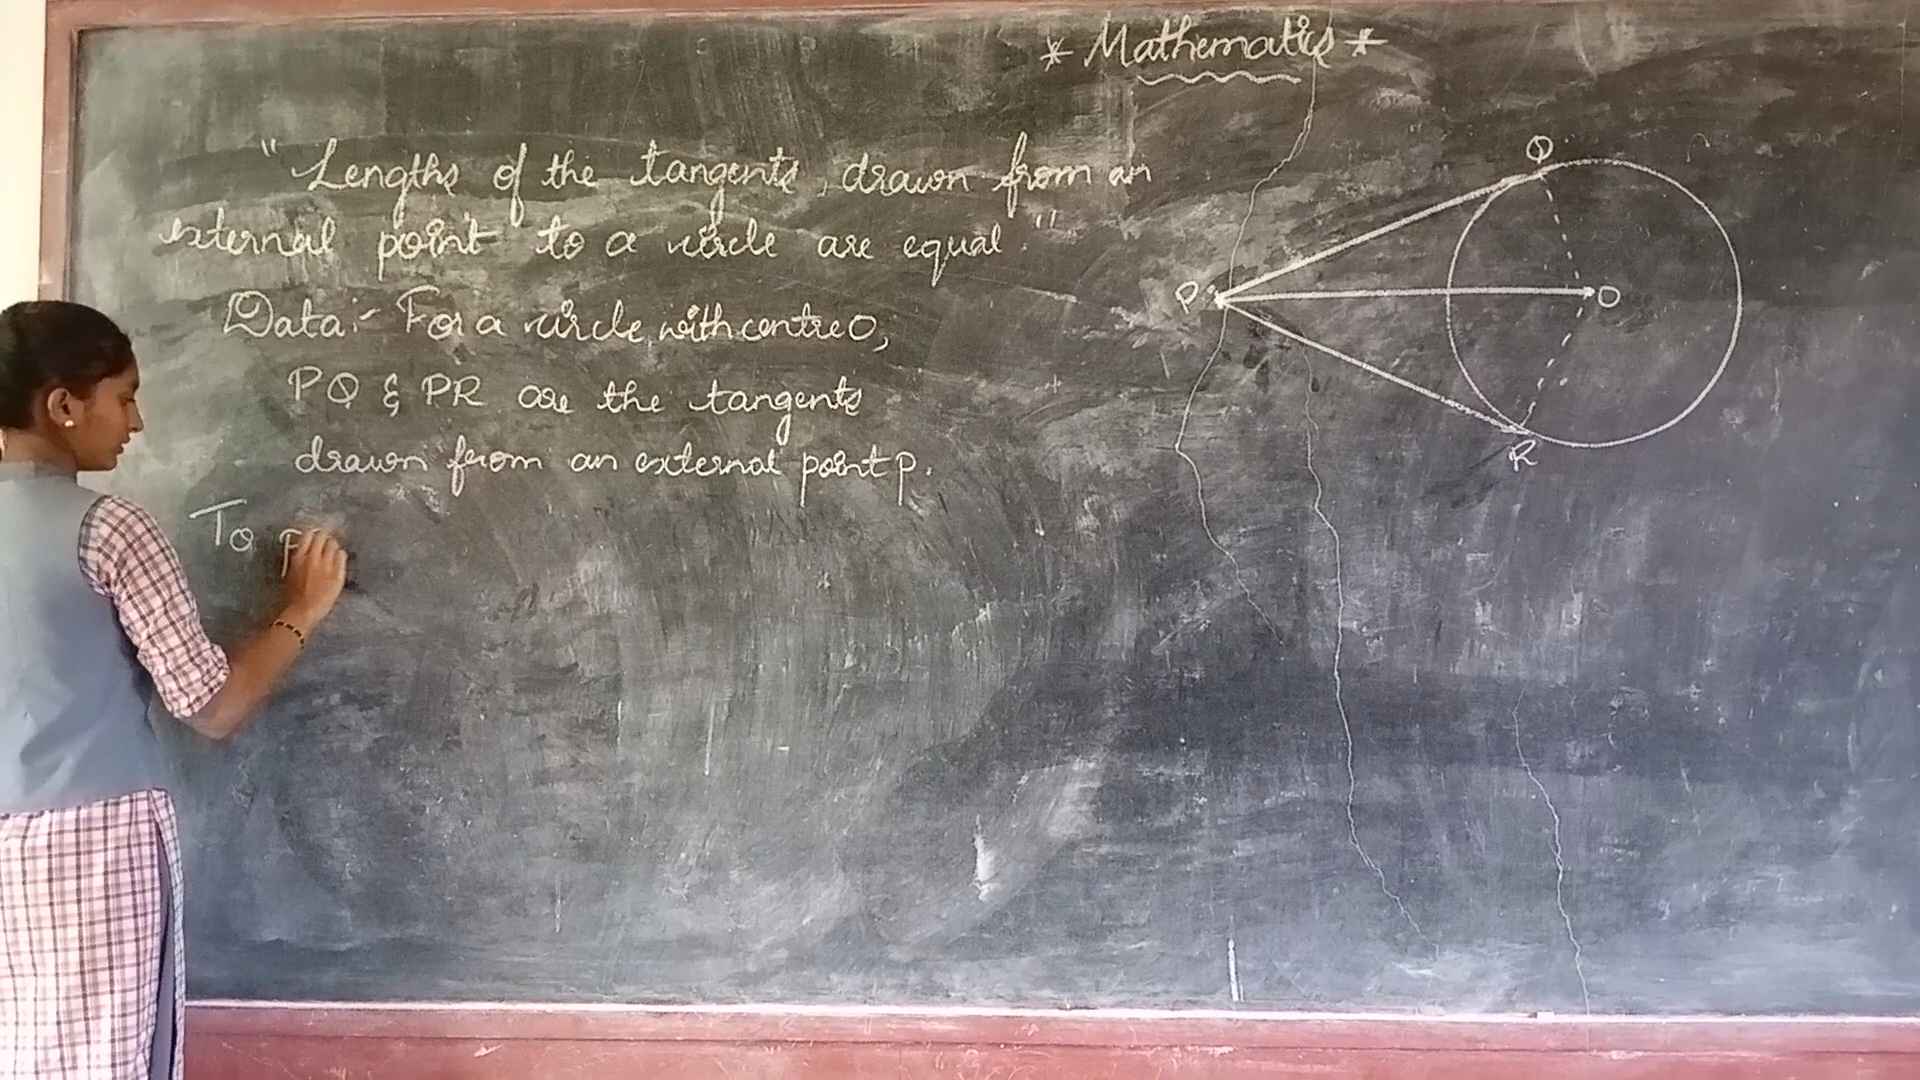 * Mathematics *
"Lengths of the tangents, drawn from an
external point to a circle are equal."
Data:- For a circle, with centre O,
PQ & PR are the tangents
drawn from an external point P.
To p
Q
P
O
R